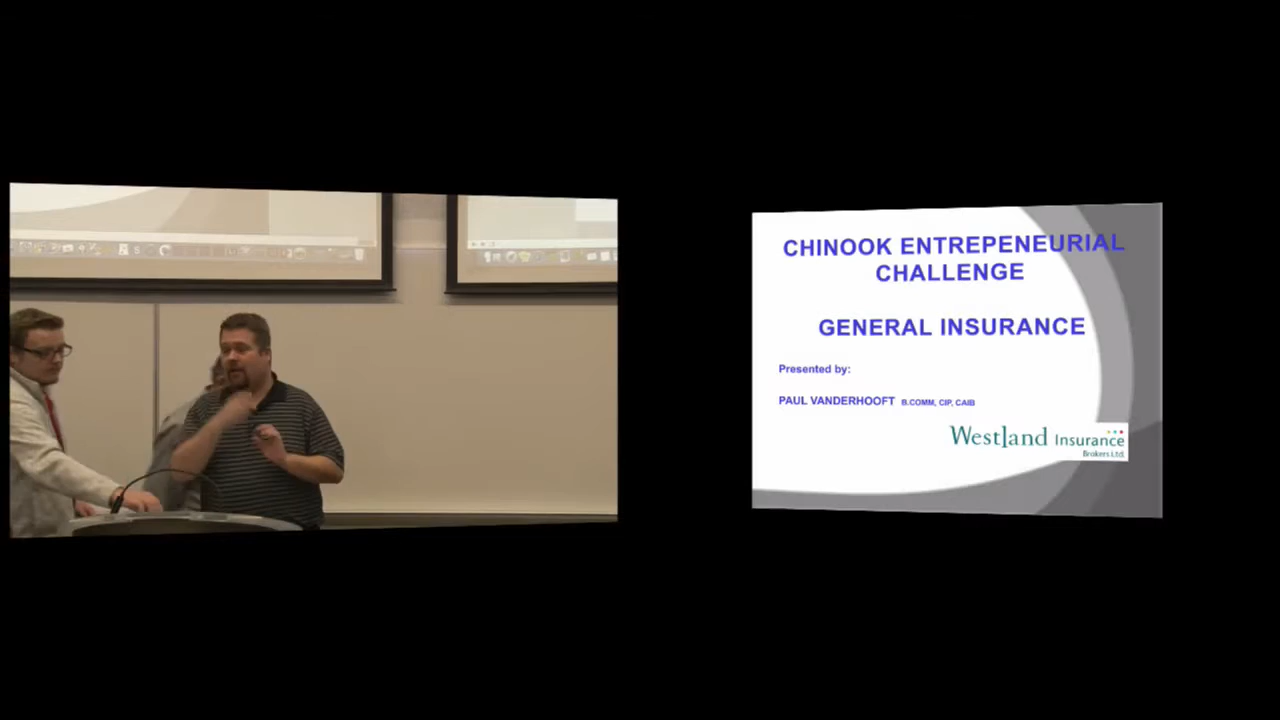 CHINOOK ENTREPENEURIAL
CHALLENGE
GENERAL INSURANCE
Presented by:
PAUL VANDERHOOFT B.COMM, CIP, CAIB
Westland Insurance
Brokers Ltd.